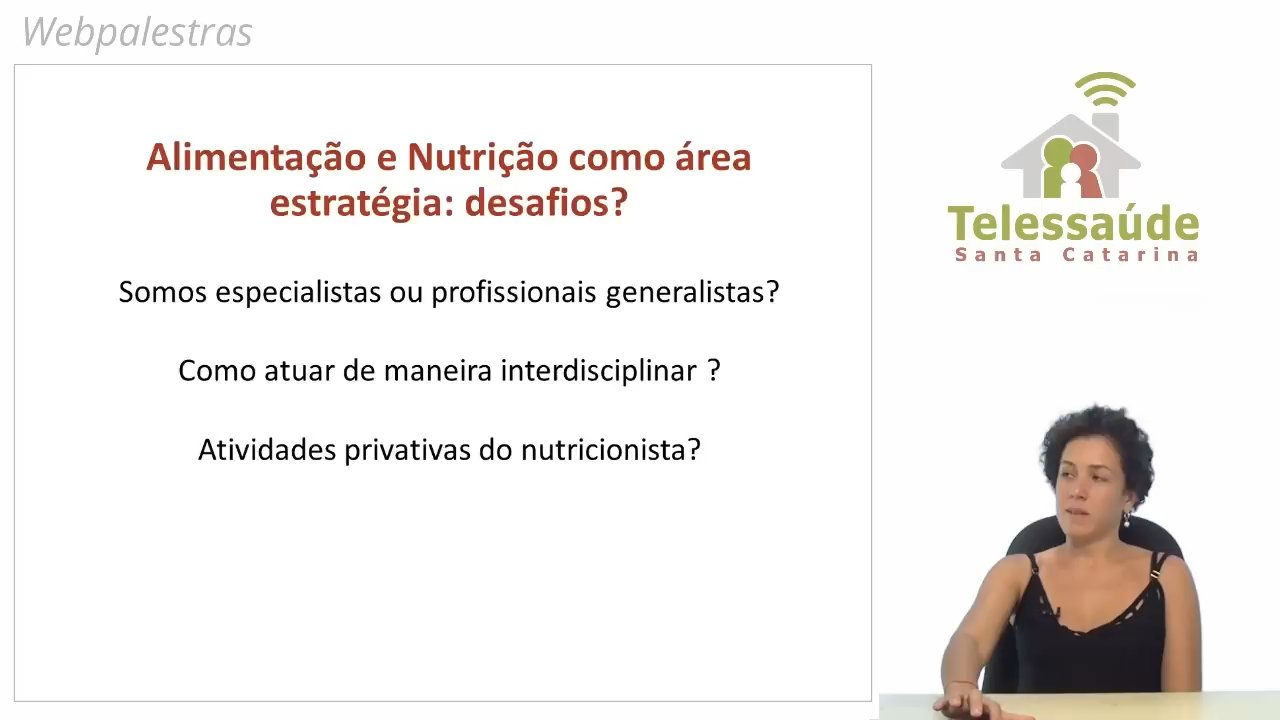 Webpalestras
Alimentação e Nutrição como área
estratégia: desafios?
Somos especialistas ou profissionais generalistas?
Como atuar de maneira interdisciplinar ?
Atividades privativas do nutricionista?
Telessaúde
Santa Catarina